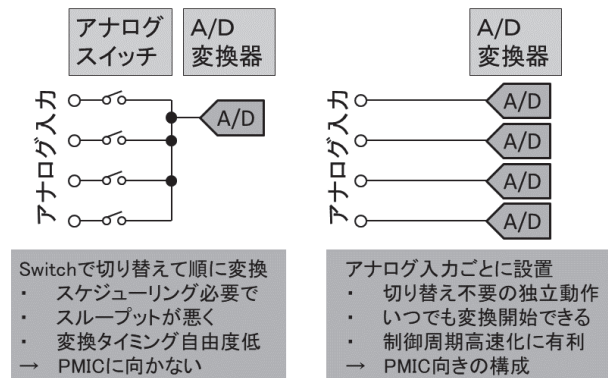 アナログ
スイッチ
A/D
変換器
アナログ入力
A/D
Switchで切り替えて順に変換
・ スケジューリング必要で
・ スループットが悪く
・ 変換タイミング自由度低
→ PMICに向かない
A/D
変換器
アナログ入力
A/D
A/D
A/D
A/D
アナログ入力ごとに設置
・ 切り替え不要の独立動作
・ いつでも変換開始できる
・ 制御周期高速化に有利
→ PMIC向きの構成